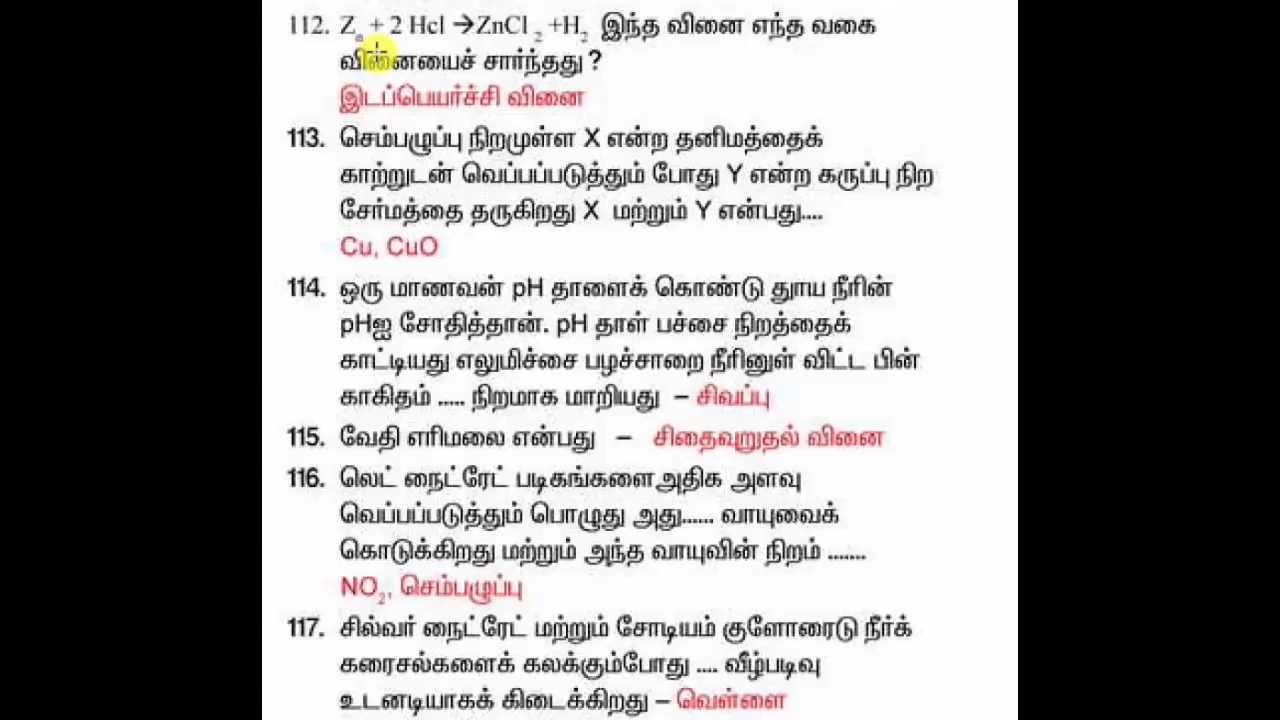 112. Zn + 2 Hcl →ZnCl 2 +H2 இந்த வினை எந்த வகை
வினையைச் சார்ந்தது ?
இடப்பெயர்ச்சி வினை
113. செம்பழுப்பு நிறமுள்ள X என்ற தனிமத்தைக்
காற்றுடன் வெப்பப்படுத்தும் போது Y என்ற கருப்பு நிற
சேர்மத்தை தருகிறது X மற்றும் Y என்பது....
Cu, CuO
114. ஒரு மாணவன் pH தாளைக் கொண்டு துாய நீரின்
pHஐ சோதித்தான். pH தாள் பச்சை நிறத்தைக்
காட்டியது எலுமிச்சை பழச்சாறை நீரினுள் விட்ட பின்
காகிதம் ..... நிறமாக மாறியது – சிவப்பு
115. வேதி எரிமலை என்பது – சிதைவுறுதல் வினை
116. லெட் நைட்ரேட் படிகங்களைஅதிக அளவு
வெப்பப்படுத்தும் பொழுது அது...... வாயுவைக்
கொடுக்கிறது மற்றும் அந்த வாயுவின் நிறம் .......
NO2, செம்பழுப்பு
117. சில்வர் நைட்ரேட் மற்றும் சோடியம் குளோரைடு நீர்க்
கரைசல்களைக் கலக்கும்போது .... வீழ்படிவு
உடனடியாகக் கிடைக்கிறது – வெள்ளை